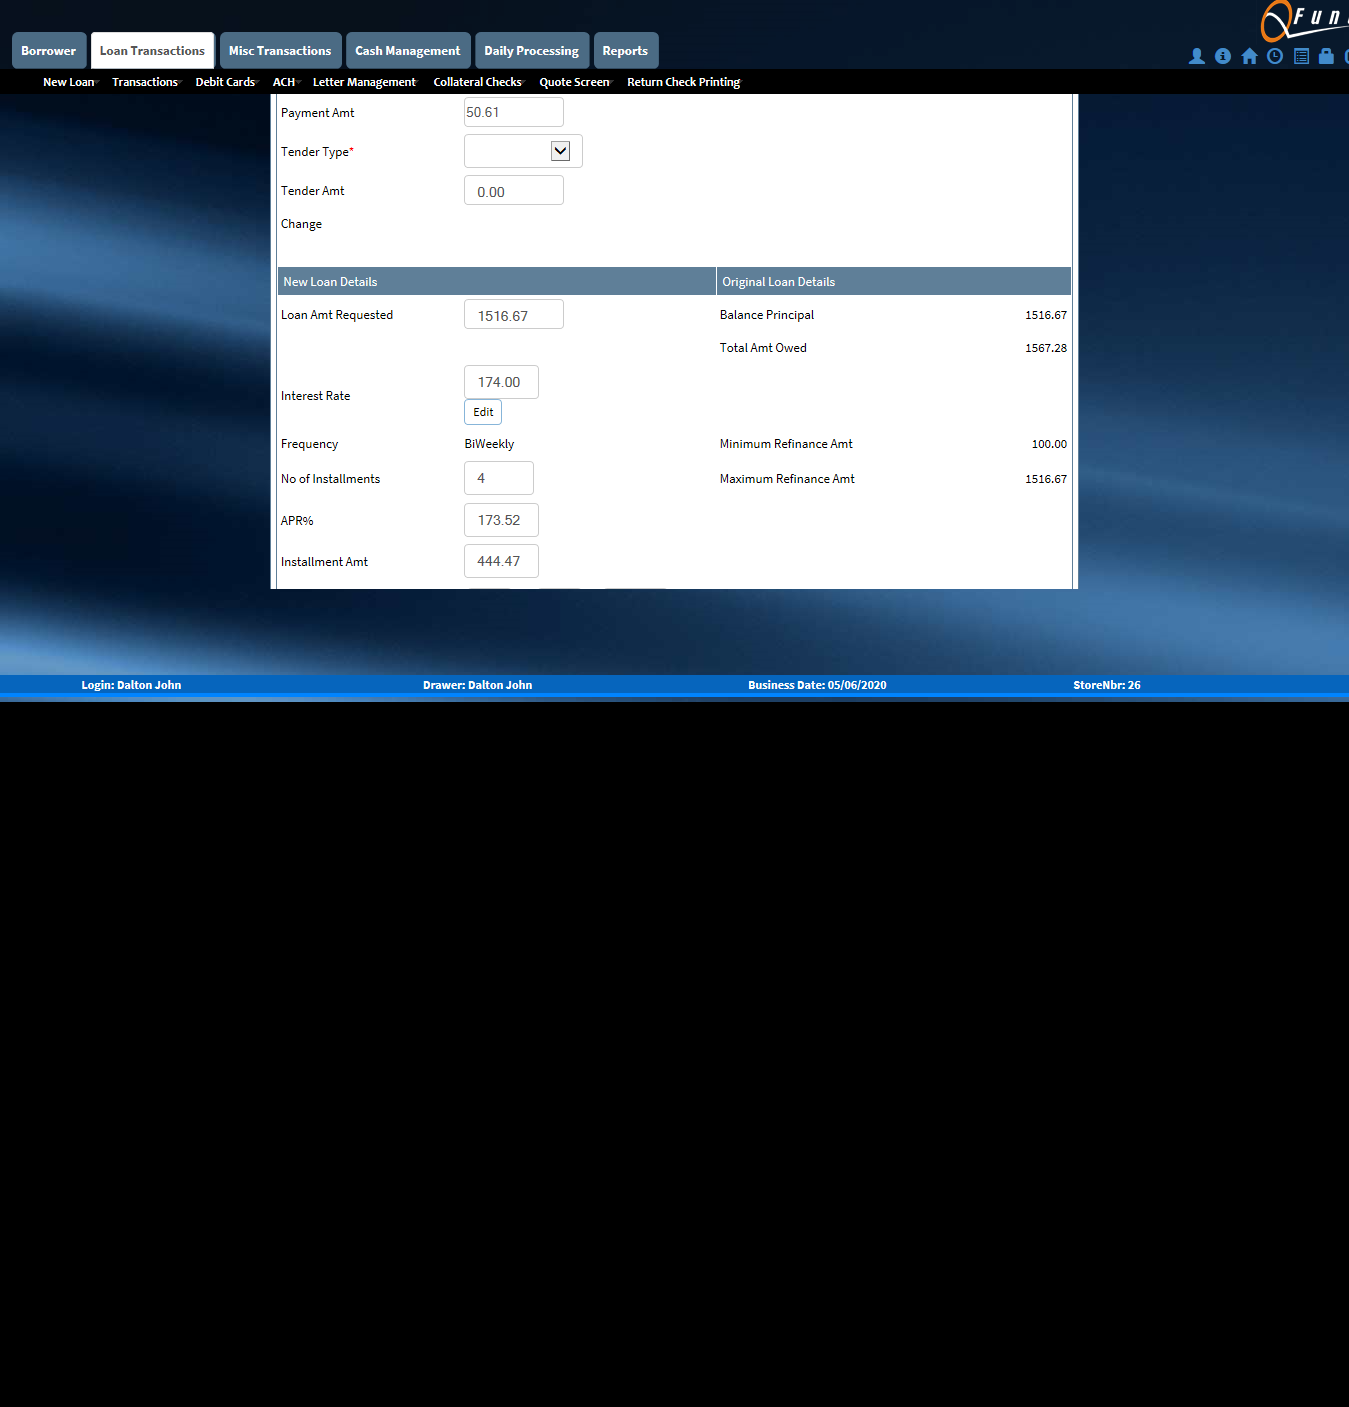 Fun
Borrower Loan Transactions Misc Transactions Cash Management Daily Processing Reports
New Loan Transactions Debit Cards ACH Letter Management Collateral Checks Quote Screen Return Check Printing
Payment Amt 50.61
Tender Type*
Tender Amt 0.00
Change
New Loan Details Original Loan Details
Loan Amt Requested 1516.67 Balance Principal 1516.67
Total Amt Owed 1567.28
Interest Rate 174.00
Edit
Frequency BiWeekly Minimum Refinance Amt 100.00
No of Installments 4 Maximum Refinance Amt 1516.67
APR% 173.52
Installment Amt 444.47
Login: Dalton John Drawer: Dalton John Business Date: 05/06/2020 StoreNbr: 26